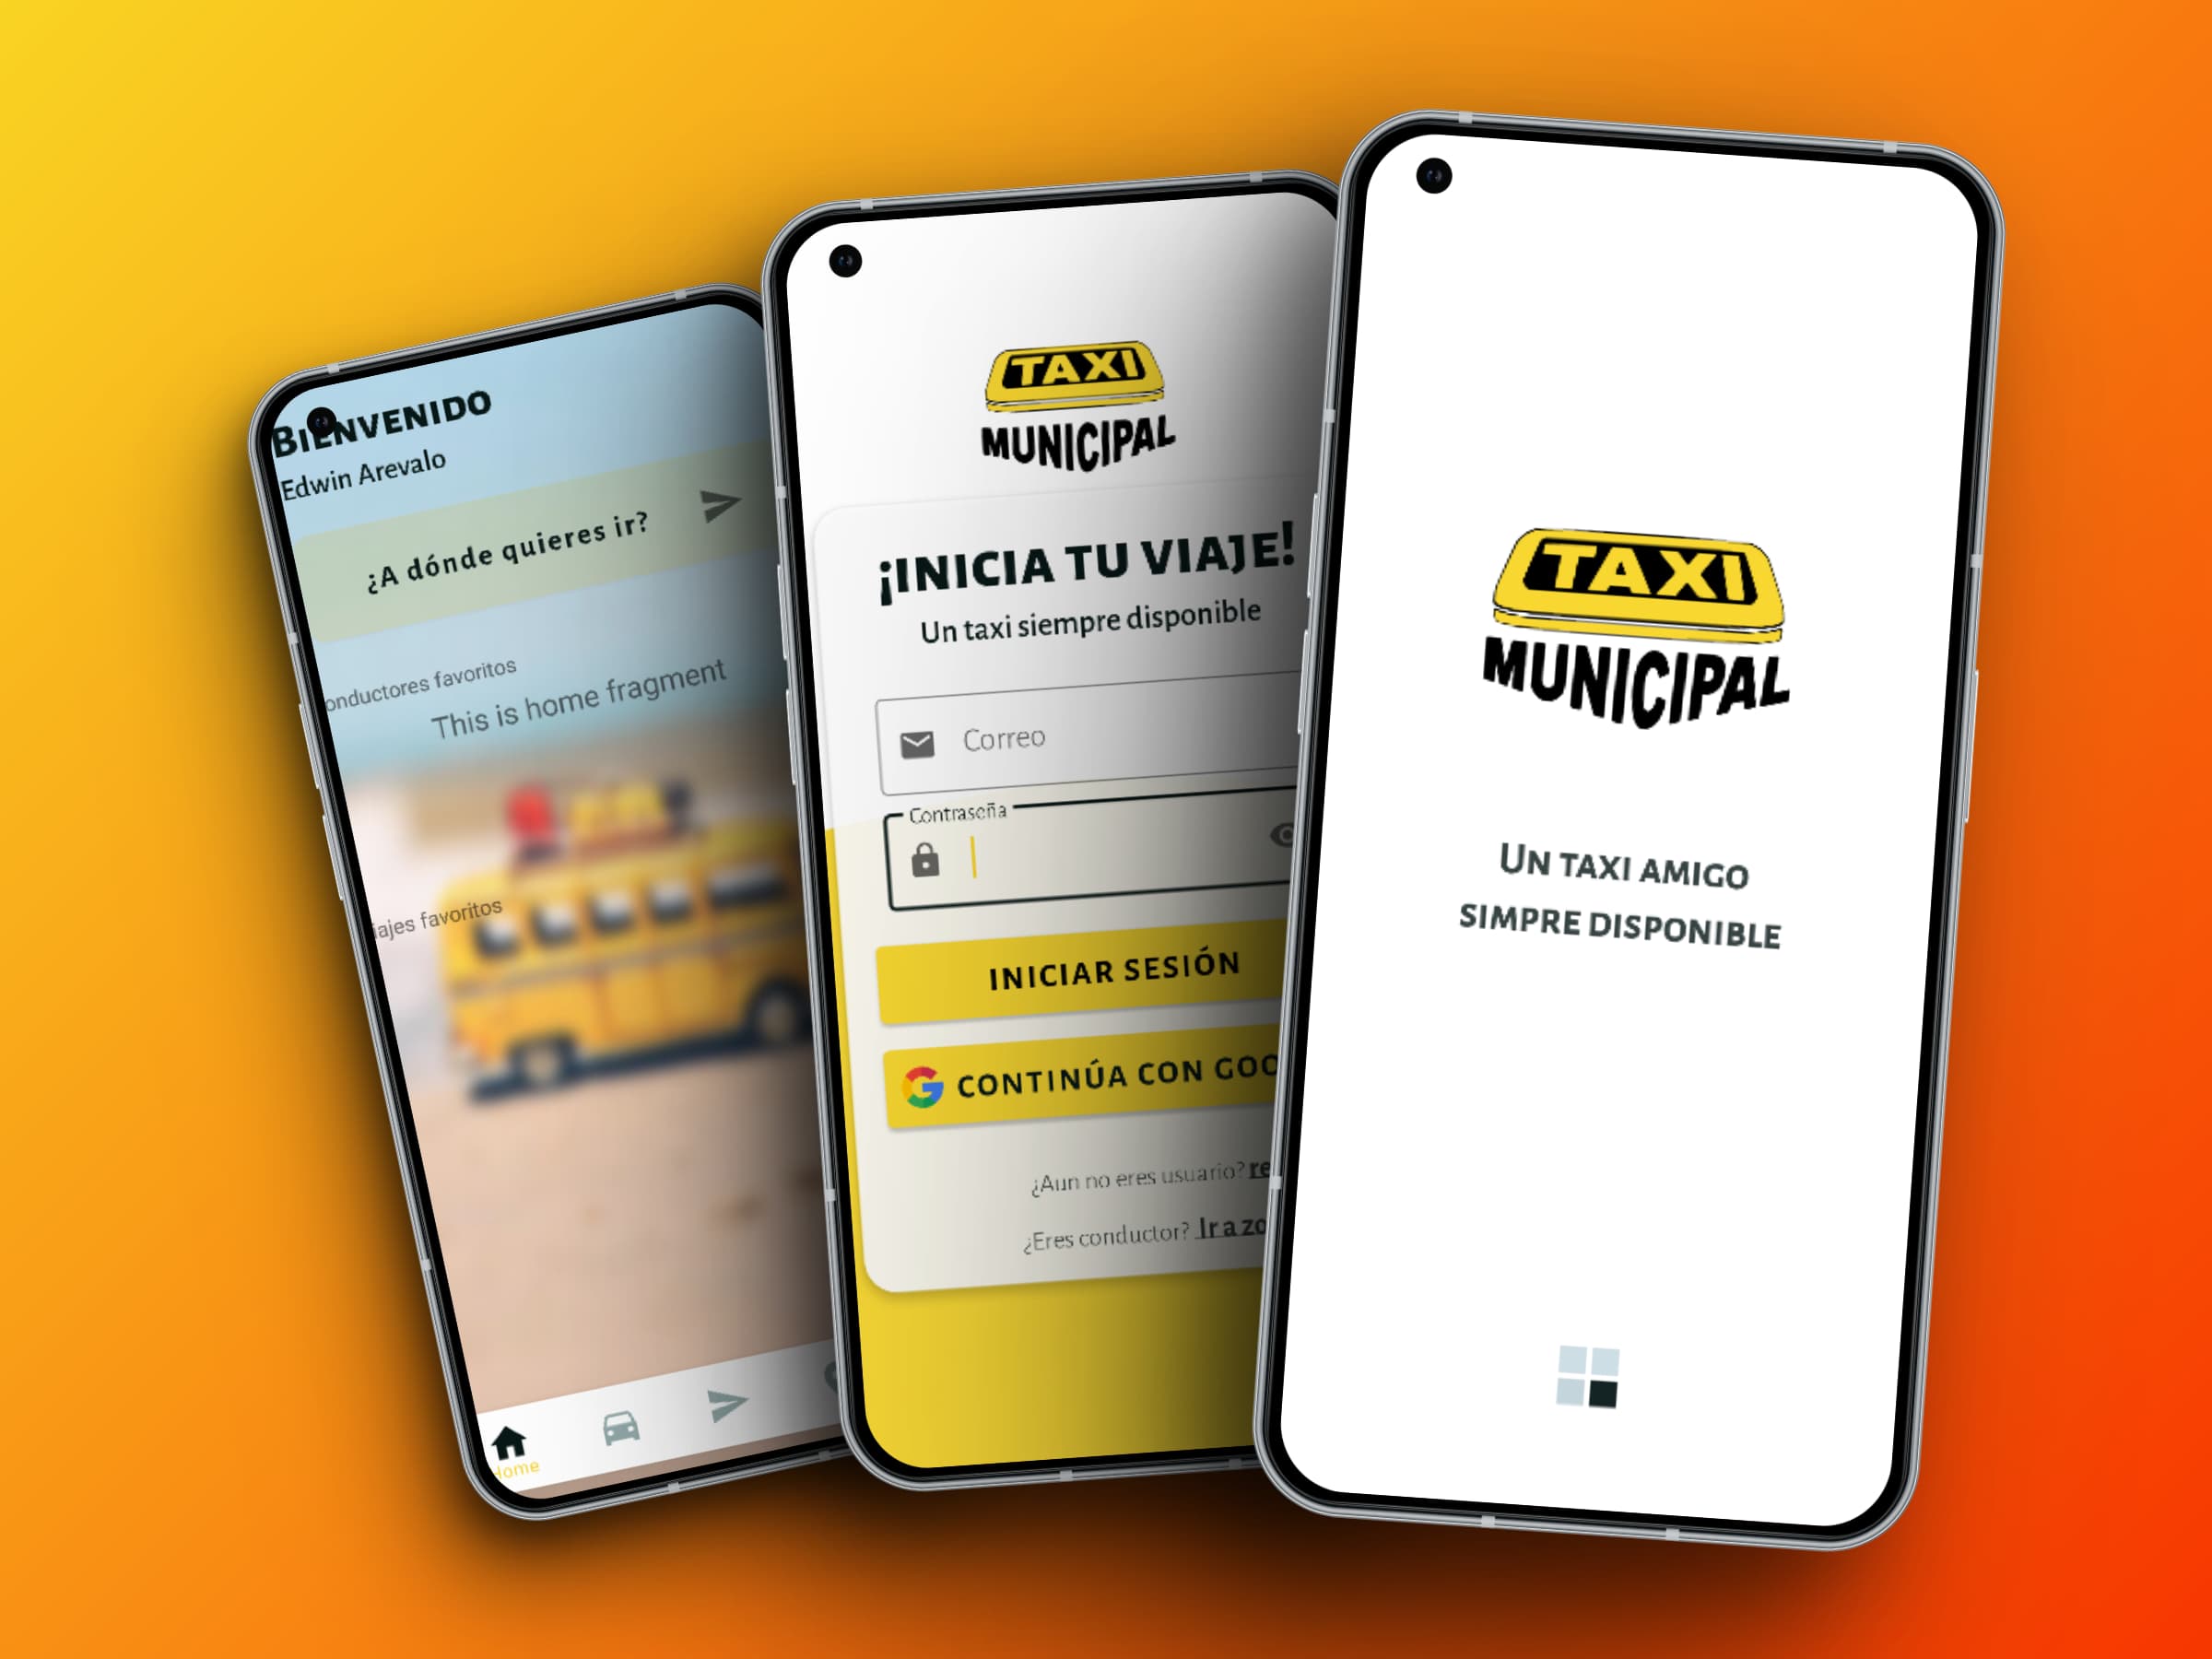 BIENVENIDO
Edwin Arevalo
¿A dónde quieres ir?
onductores favoritos
This is home fragment
iajes favoritos
Home
TAXI
MUNICIPAL
¡INICIA TU VIAJE!
Un taxi siempre disponible
Correo
Contraseña
INICIAR SESIÓN
CONTINÚA CON GOO
¿Aun no eres usuario? re
¿Eres conductor? Ir a zo
TAXI
MUNICIPAL
UN TAXI AMIGO
SIMPRE DISPONIBLE